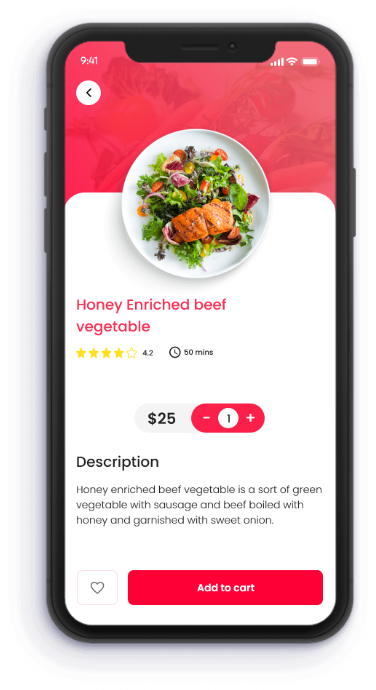 9:41
Honey Enriched beef
vegetable
4.2 50 mins
$25 - 1 +
Description
Honey enriched beef vegetable is a sort of green
vegetable with sausage and beef boiled with
honey and garnished with sweet onion.
Add to cart